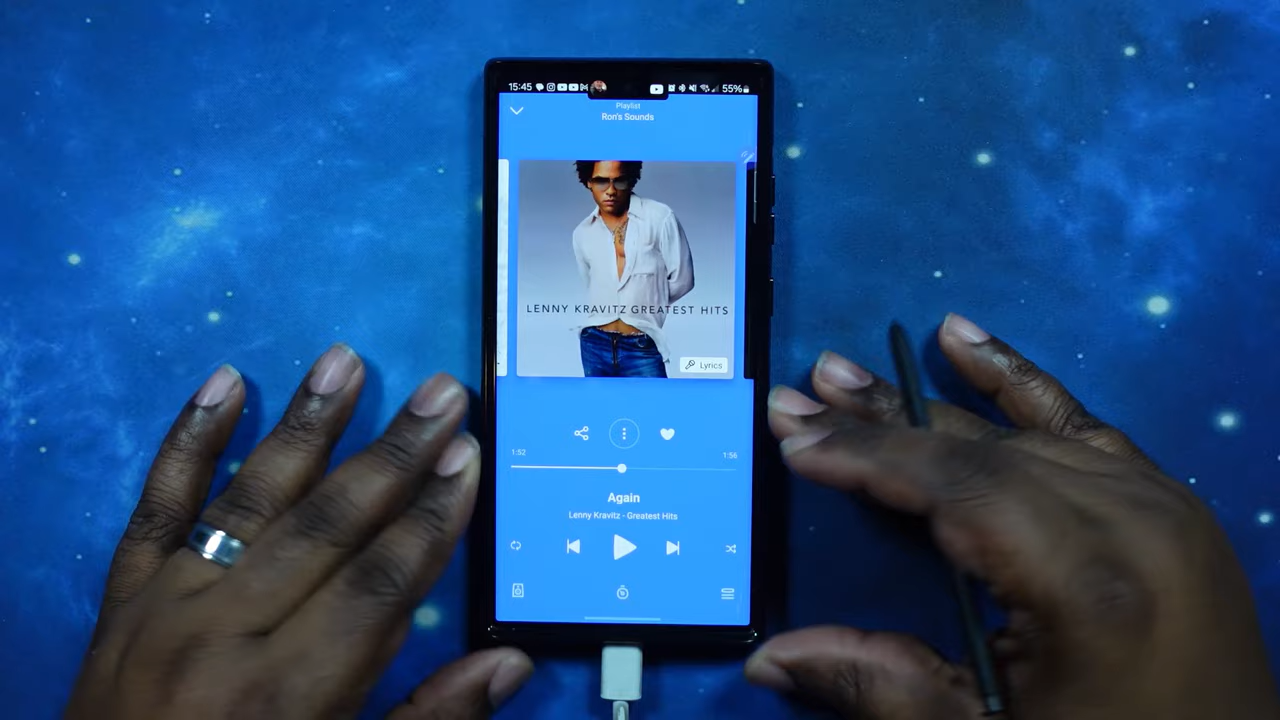 15:45
55%
Playlist
Ron's Sounds
LENNY KRAVITZ GREATEST HITS
Lyrics
1:52
1:56
Again
Lenny Kravitz - Greatest Hits